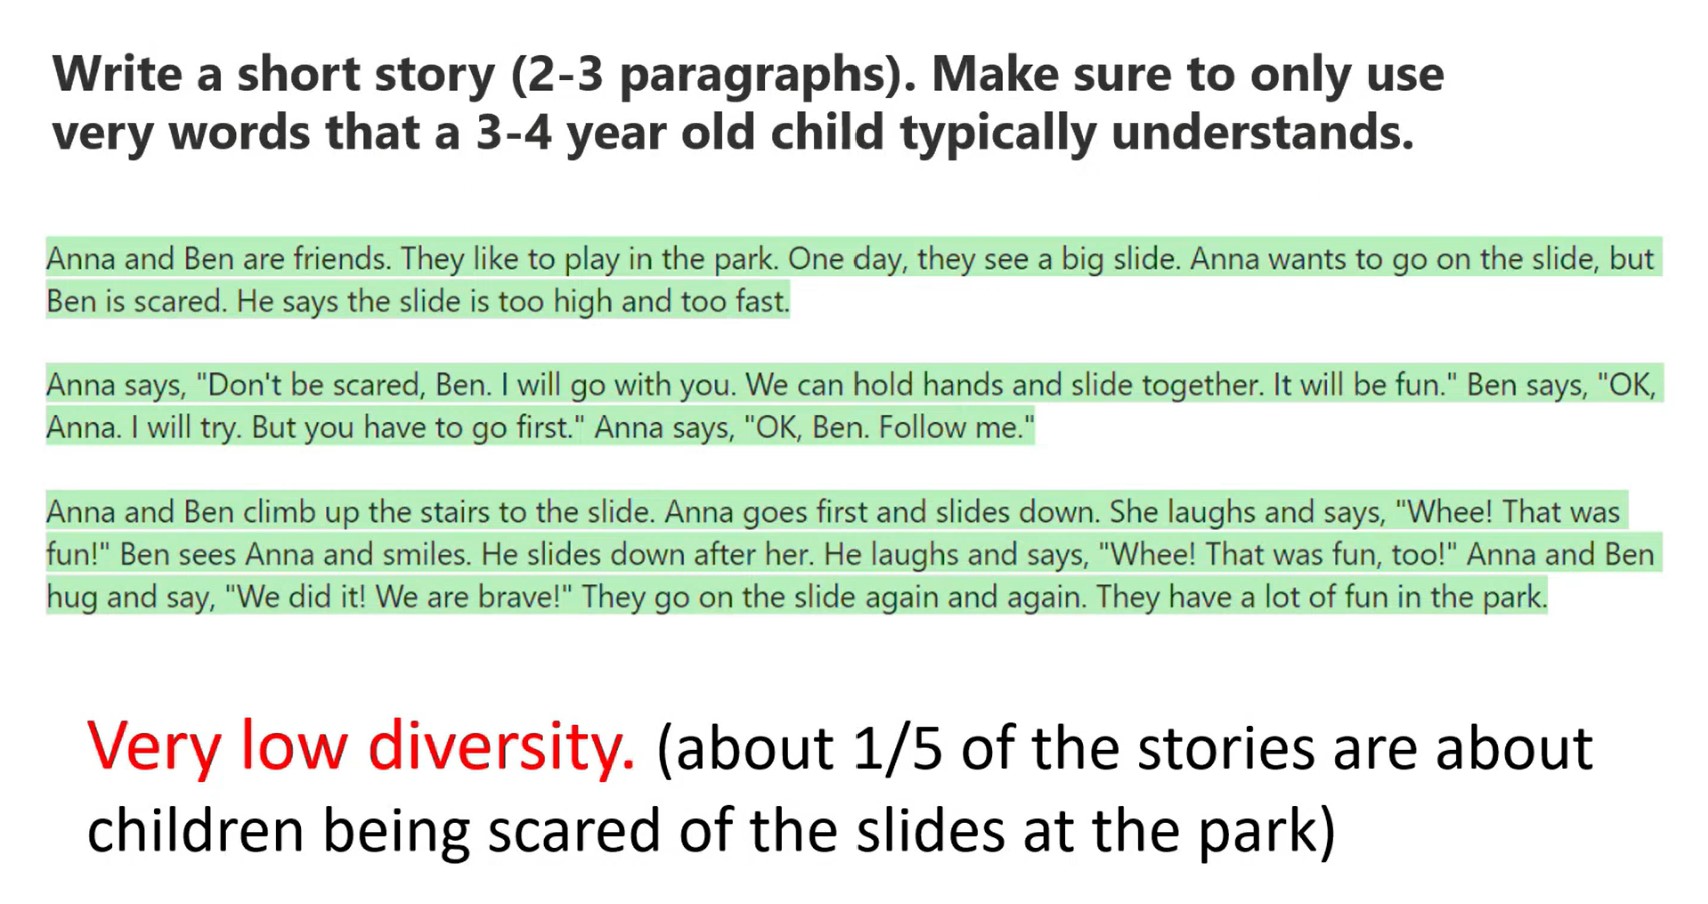 Write a short story (2-3 paragraphs). Make sure to only use
very words that a 3-4 year old child typically understands.
Anna and Ben are friends. They like to play in the park. One day, they see a big slide. Anna wants to go on the slide, but
Ben is scared. He says the slide is too high and too fast.
Anna says, "Don't be scared, Ben. I will go with you. We can hold hands and slide together. It will be fun." Ben says, "OK,
Anna. I will try. But you have to go first." Anna says, "OK, Ben. Follow me."
Anna and Ben climb up the stairs to the slide. Anna goes first and slides down. She laughs and says, "Whee! That was
fun!" Ben sees Anna and smiles. He slides down after her. He laughs and says, "Whee! That was fun, too!" Anna and Ben
hug and say, "We did it! We are brave!" They go on the slide again and again. They have a lot of fun in the park.
Very low diversity. (about 1/5 of the stories are about
children being scared of the slides at the park)